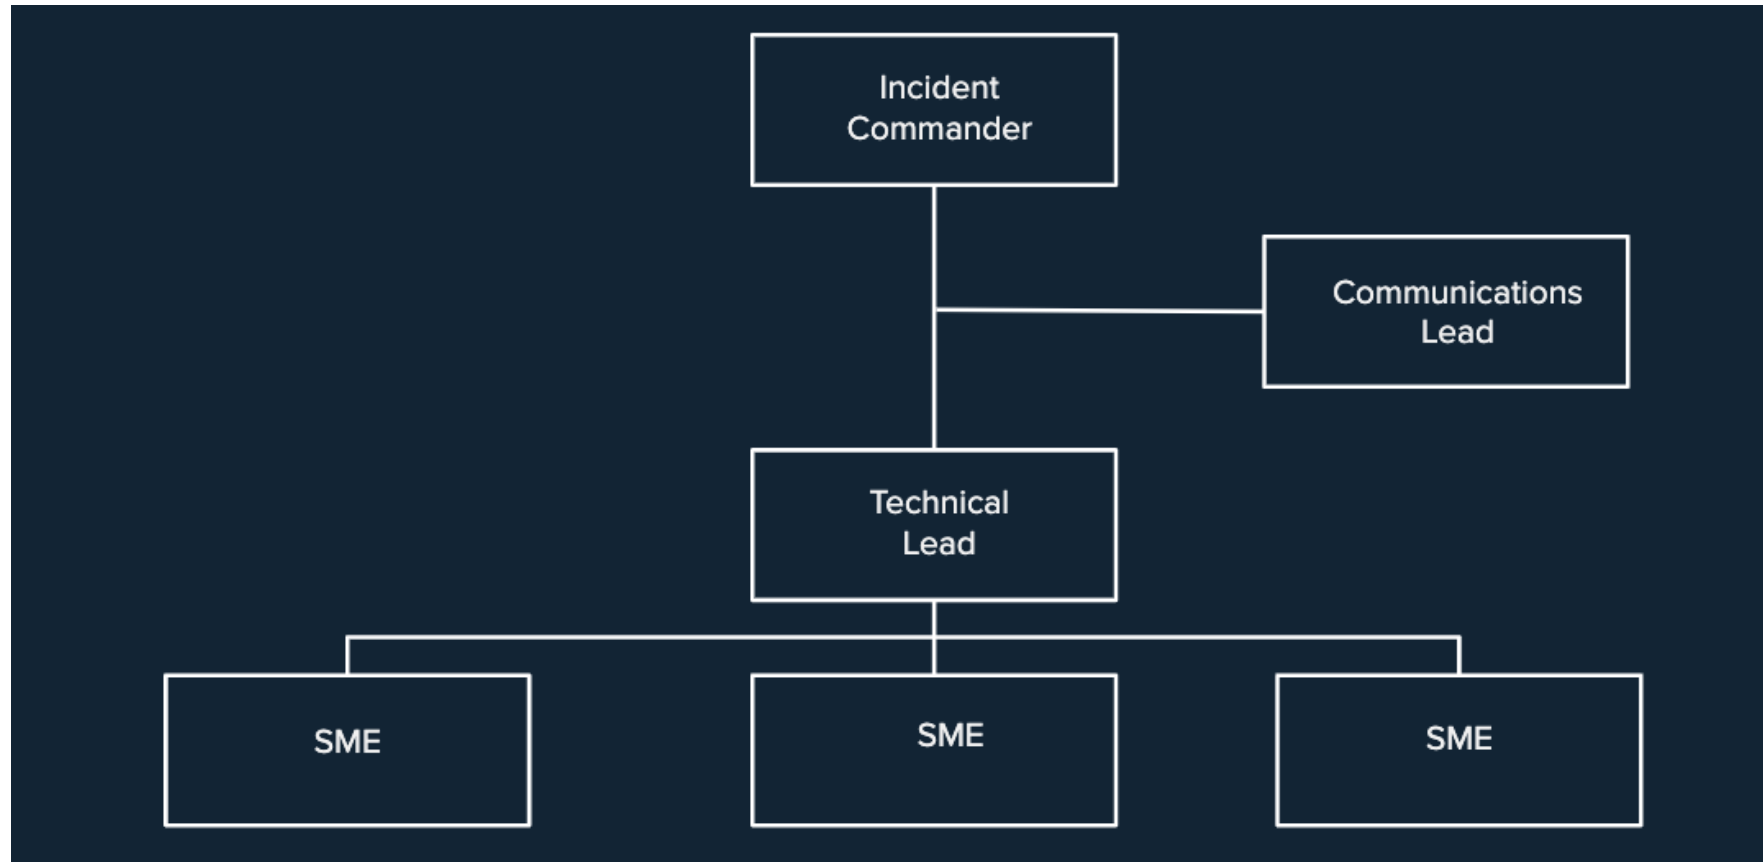 Incident
Commander
Communications
Lead
Technical
Lead
SME
SME
SME